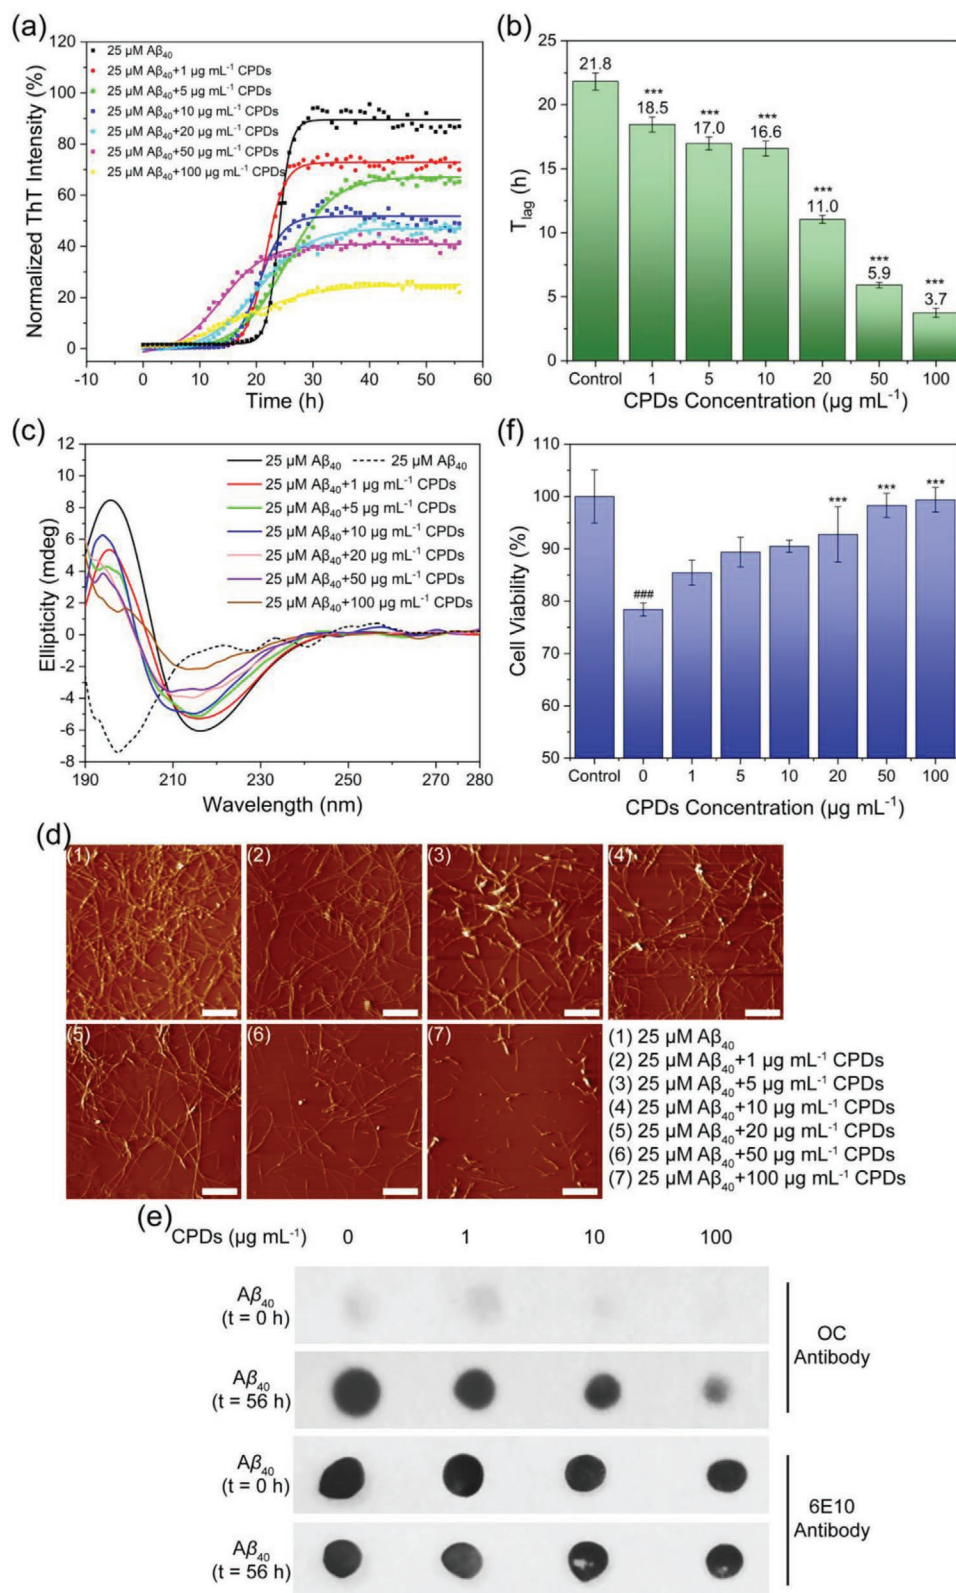 (a)
Normalized ThT Intensity (%)
120
100
80
60
40
20
0
25 μM Aβ₄₀
25 μM Aβ₄₀+1 μg mL⁻¹ CPDs
25 μM Aβ₄₀+5 μg mL⁻¹ CPDs
25 μM Aβ₄₀+10 μg mL⁻¹ CPDs
25 μM Aβ₄₀+20 μg mL⁻¹ CPDs
25 μM Aβ₄₀+50 μg mL⁻¹ CPDs
25 μM Aβ₄₀+100 μg mL⁻¹ CPDs
-10 0 10 20 30 40 50 60
Time (h)
(b)
T_lag (h)
25
20
15
10
5
0
21.8
***
18.5
***
17.0
***
16.6
***
11.0
***
5.9
***
3.7
Control 1 5 10 20 50 100
CPDs Concentration (μg mL⁻¹)
(c)
Ellipticity (mdeg)
12
10
8
6
4
2
0
-2
-4
-6
-8
25 μM Aβ₄₀ 25 μM Aβ₄₀
25 μM Aβ₄₀+1 μg mL⁻¹ CPDs
25 μM Aβ₄₀+5 μg mL⁻¹ CPDs
25 μM Aβ₄₀+10 μg mL⁻¹ CPDs
25 μM Aβ₄₀+20 μg mL⁻¹ CPDs
25 μM Aβ₄₀+50 μg mL⁻¹ CPDs
25 μM Aβ₄₀+100 μg mL⁻¹ CPDs
190 210 230 250 270 280
Wavelength (nm)
(f)
Cell Viability (%)
110
100
90
80
70
60
50
###
***
***
***
Control 0 1 5 10 20 50 100
CPDs Concentration (μg mL⁻¹)
(d)
(1) (2) (3) (4)
(5) (6) (7)
(1) 25 μM Aβ₄₀
(2) 25 μM Aβ₄₀+1 μg mL⁻¹ CPDs
(3) 25 μM Aβ₄₀+5 μg mL⁻¹ CPDs
(4) 25 μM Aβ₄₀+10 μg mL⁻¹ CPDs
(5) 25 μM Aβ₄₀+20 μg mL⁻¹ CPDs
(6) 25 μM Aβ₄₀+50 μg mL⁻¹ CPDs
(7) 25 μM Aβ₄₀+100 μg mL⁻¹ CPDs
(e)
CPDs (μg mL⁻¹) 0 1 10 100
Aβ₄₀
(t = 0 h)
Aβ₄₀
(t = 56 h)
OC
Antibody
Aβ₄₀
(t = 0 h)
Aβ₄₀
(t = 56 h)
6E10
Antibody